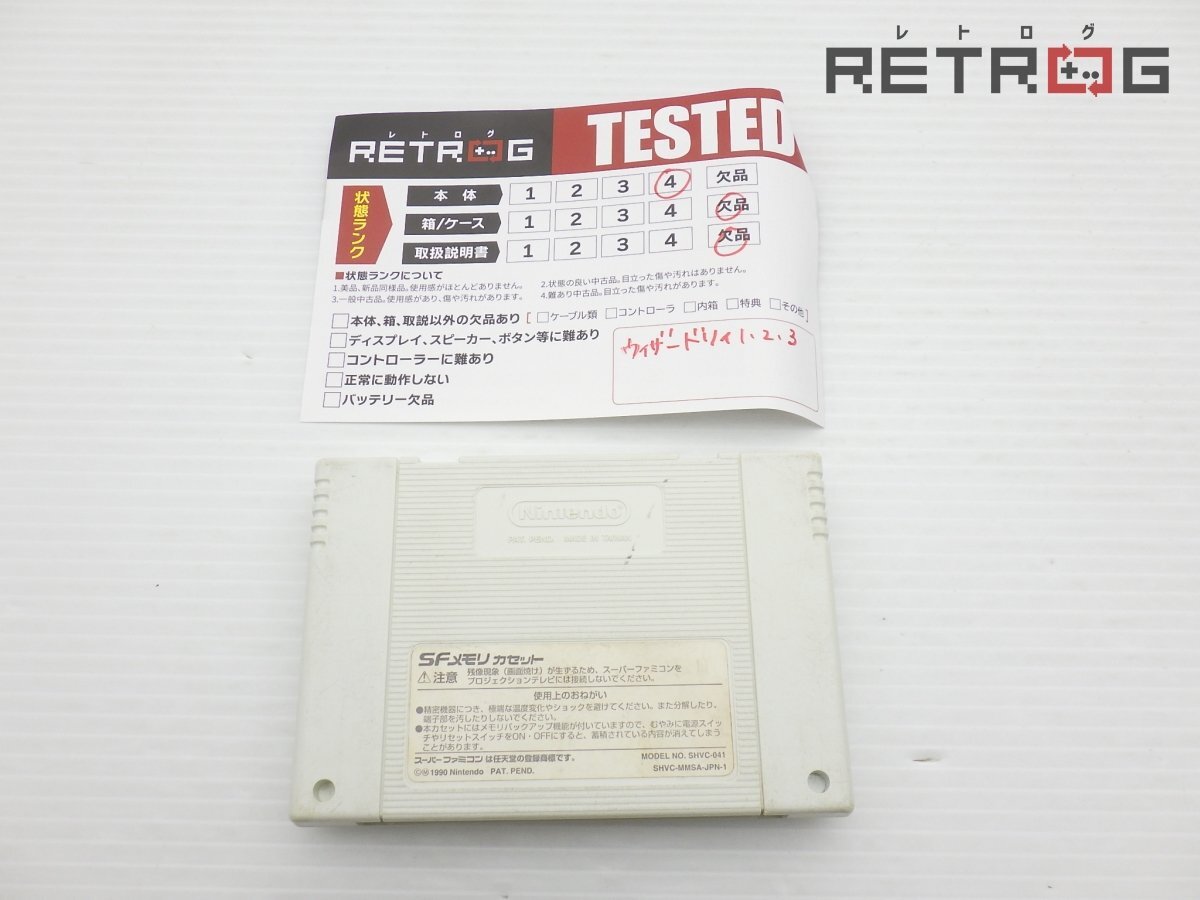 レトログ
RETROG
レトログ
RETROG
TESTED
状態ランク
本体 1 2 3 4 欠品
箱/ケース 1 2 3 4 欠品
取扱説明書 1 2 3 4 欠品
■状態ランクについて
1.美品、新品同様品。使用感がほとんどありません。 2.状態の良い中古品。目立った傷や汚れはありません。
3.一般中古品。使用感があり、傷や汚れがあります。 4.難あり中古品。目立った傷や汚れがあります。
□本体、箱、取説以外の欠品あり [ □ケーブル類 □コントローラ □内箱 □特典 □その他 ]
□ディスプレイ、スピーカー、ボタン等に難あり
□コントローラーに難あり
□正常に動作しない
□バッテリー欠品
ウィザードリィ1.2.3
Nintendo
PAT. PEND. MADE IN TAIWAN
SFメモリ カセット
⚠注意 残像現象(画面焼け)が生ずるため、スーパーファミコンを
プロジェクションテレビには接続しないでください。
使用上のおねがい
●精密機器につき、極端な温度変化やショックを避けてください。また分解したり、
端子部を汚したりしないでください。
●本カセットにはメモリバックアップ機能が付いていますので、むやみに電源スイッ
チやリセットスイッチをON・OFFにすると、蓄積されている内容が消えてしまう
ことがあります。
スーパーファミコンは任天堂の登録商標です。
MODEL NO. SHVC-041
©Ⓜ1990 Nintendo PAT. PEND.
SHVC-MMSA-JPN-1